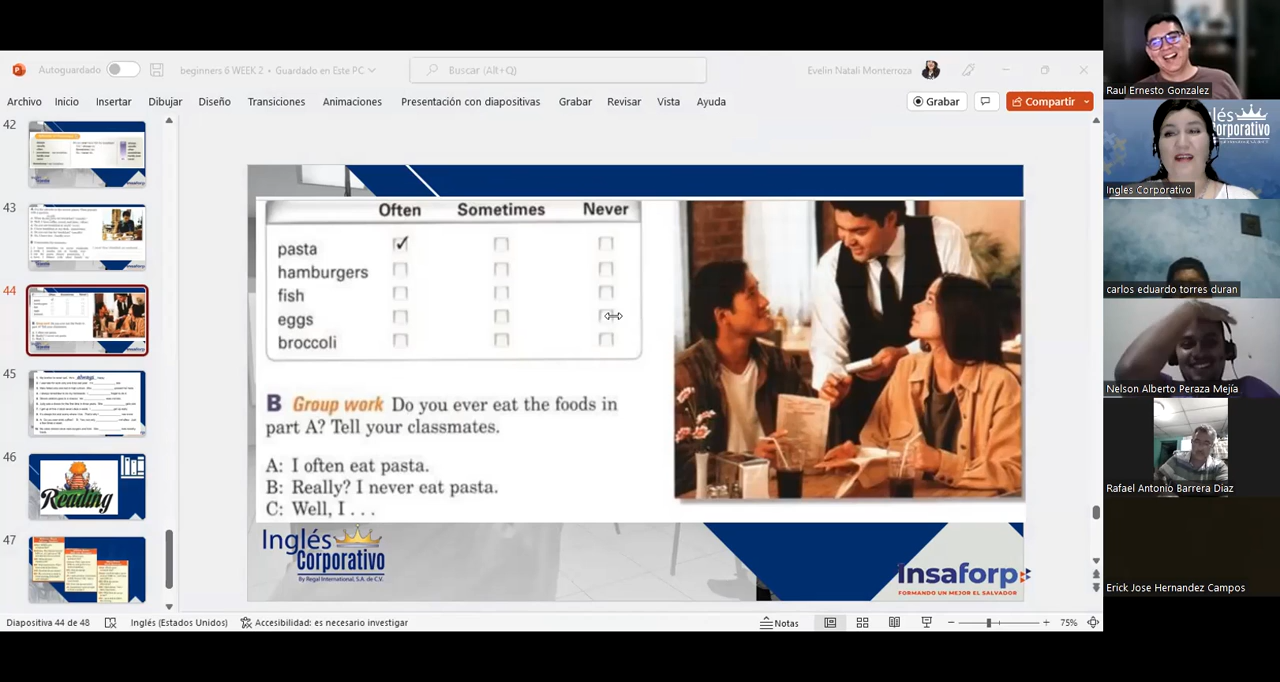 Autoguardado
beginners 6 WEEK 2 • Guardado en Este PC
Buscar (Alt+Q)
Evelin Natali Monterroza
Archivo Inicio Insertar Dibujar Diseño Transiciones Animaciones Presentación con diapositivas Grabar Revisar Vista Ayuda
Grabar
Compartir
42
43
44
45
always
46
Reading
47
Often Sometimes Never
pasta
hamburgers
fish
eggs
broccoli
B Group work Do you ever eat the foods in
part A? Tell your classmates.
A: I often eat pasta.
B: Really? I never eat pasta.
C: Well, I . . .
Inglés
Corporativo
By Regal International, S.A. de C.V.
insaforp
FORMANDO UN MEJOR EL SALVADOR
Diapositiva 44 de 48
Inglés (Estados Unidos)
Accesibilidad: es necesario investigar
Notas
75%
Raul Ernesto Gonzalez
lés
orporativo
Ingles Corporativo
carlos eduardo torres duran
Nelson Alberto Peraza Mejía
Rafael Antonio Barrera Diaz
Erick Jose Hernandez Campos